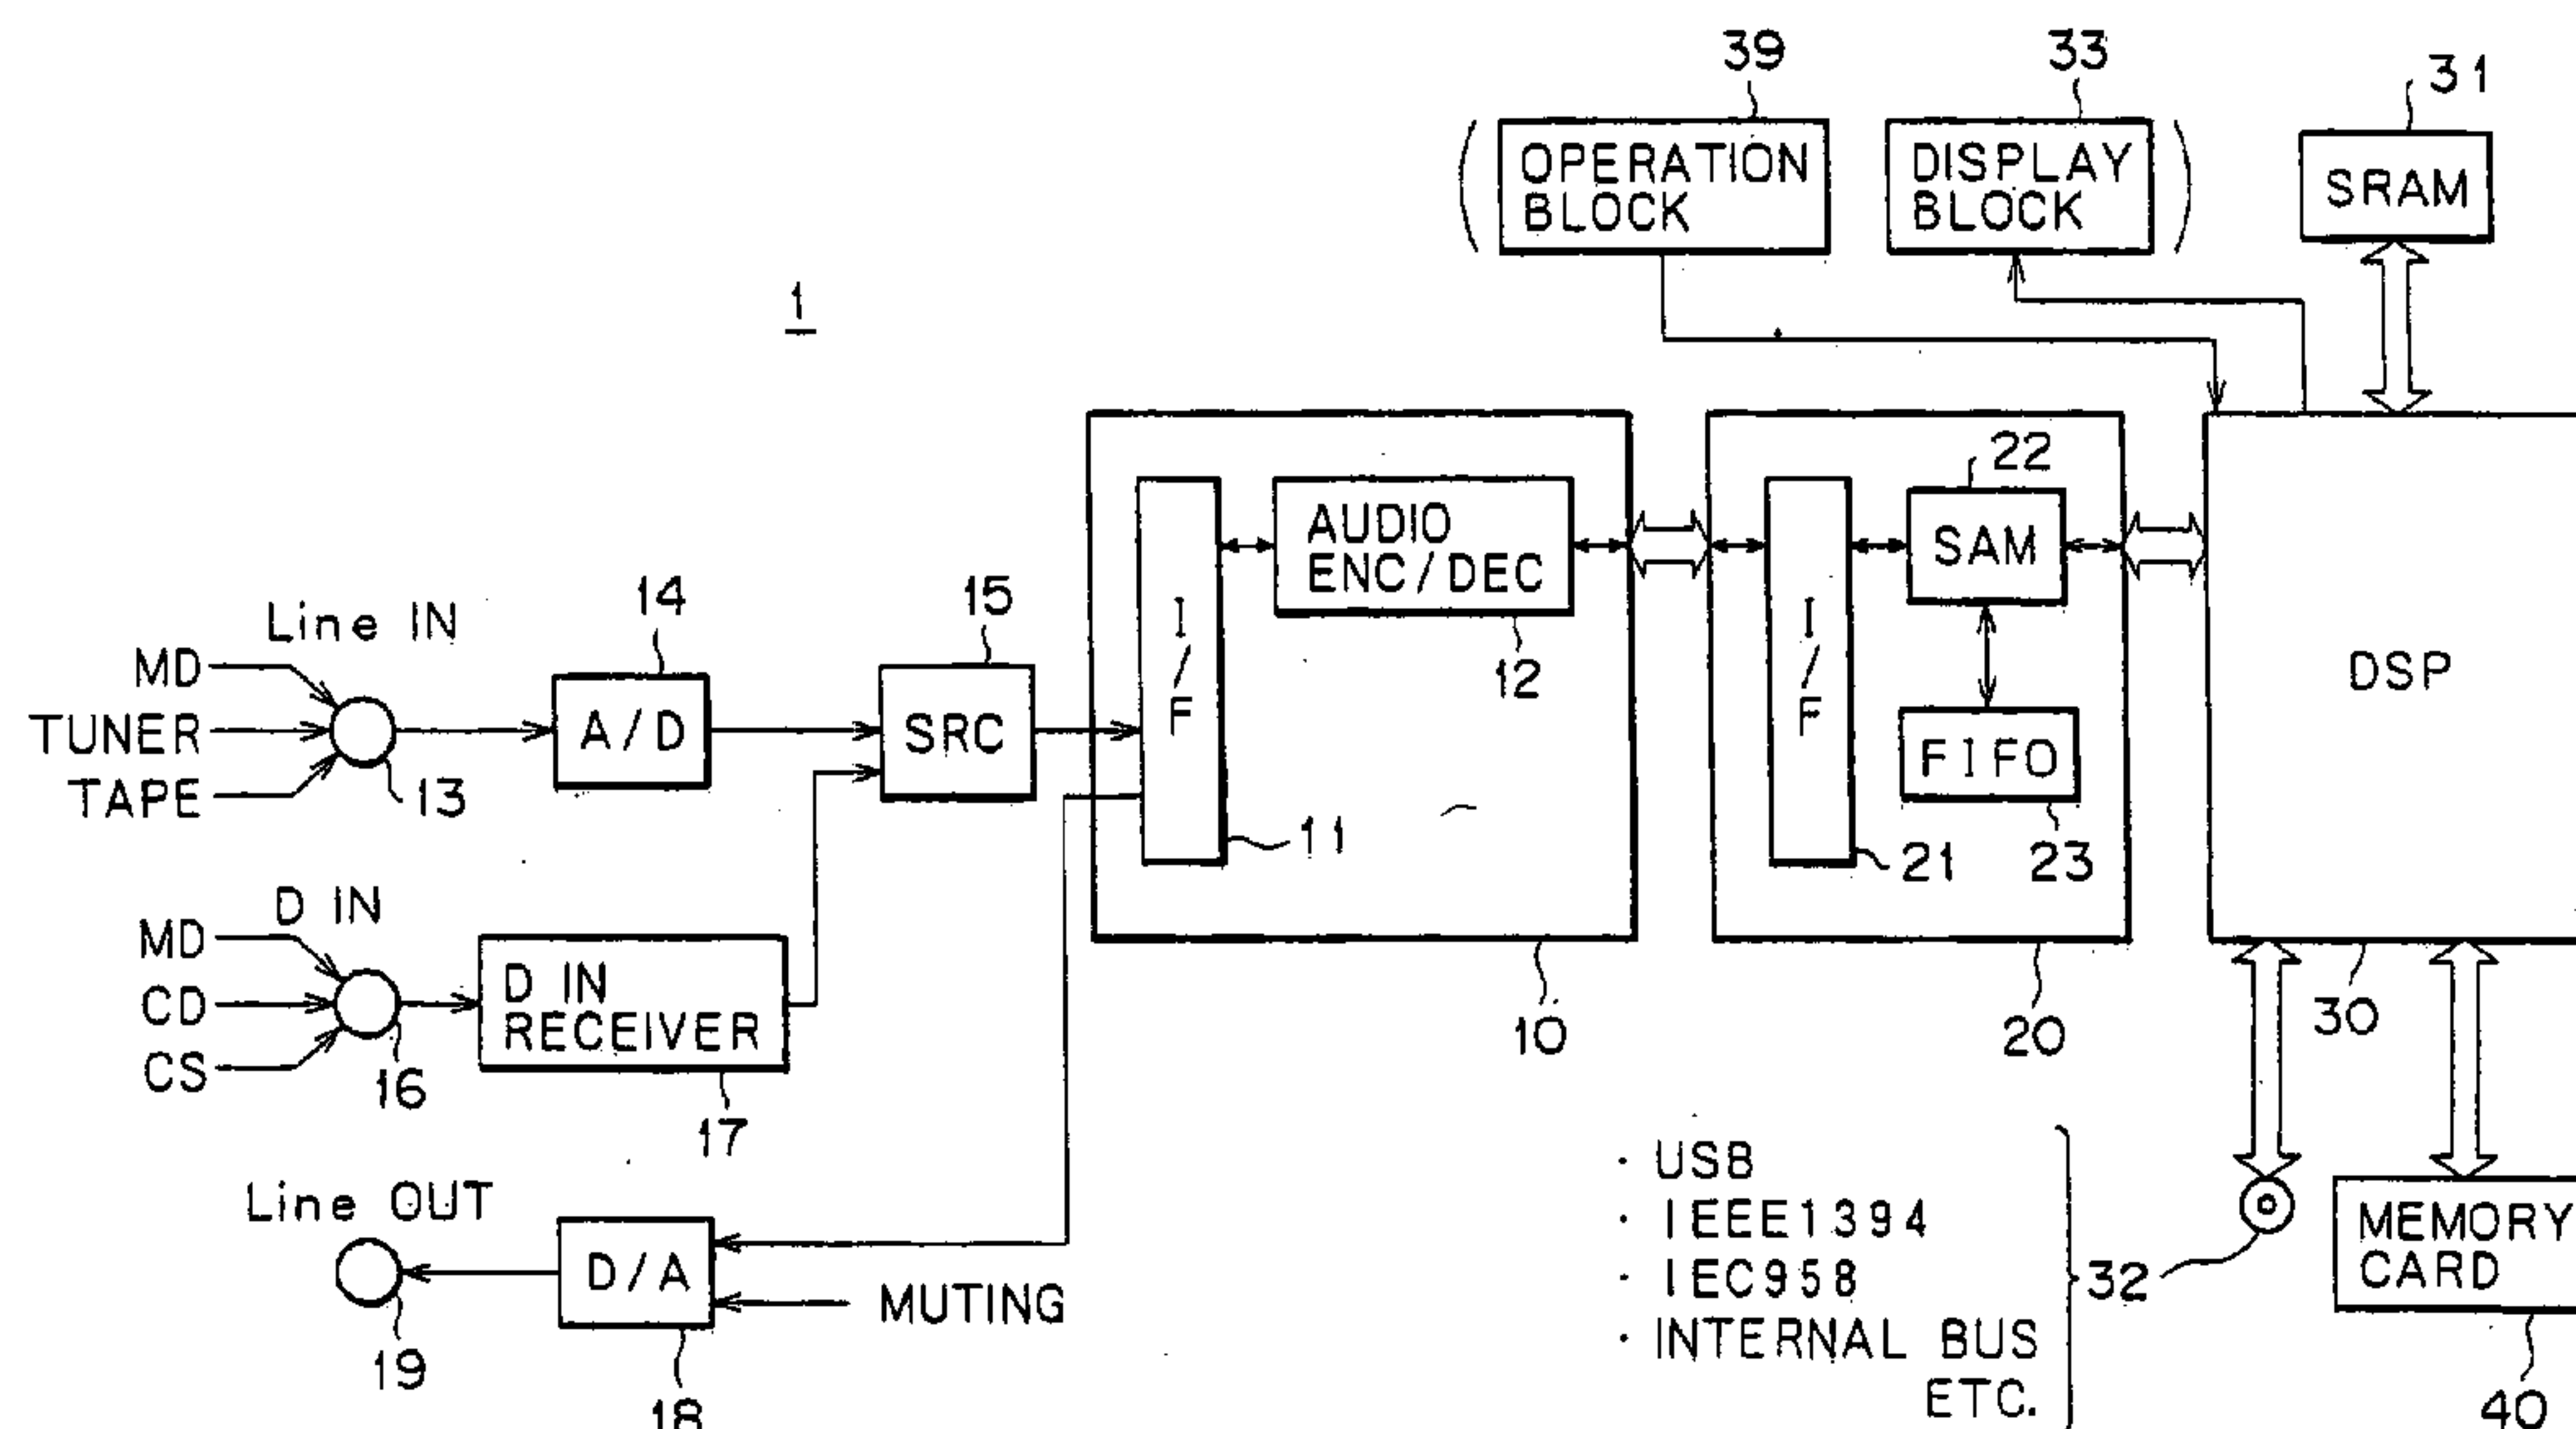 39
33
31
OPERATION
BLOCK
DISPLAY
BLOCK
SRAM
1
22
AUDIO
ENC/DEC
SAM
Line IN
14
15
I/F
12
I/F
DSP
MD
TUNER
TAPE
13
A/D
SRC
FIFO
11
21
23
D IN
MD
CD
CS
16
D IN
RECEIVER
17
10
20
30
Line OUT
19
D/A
MUTING
18
· USB
· IEEE1394
· IEC958
· INTERNAL BUS
ETC.
32
MEMORY
CARD
40